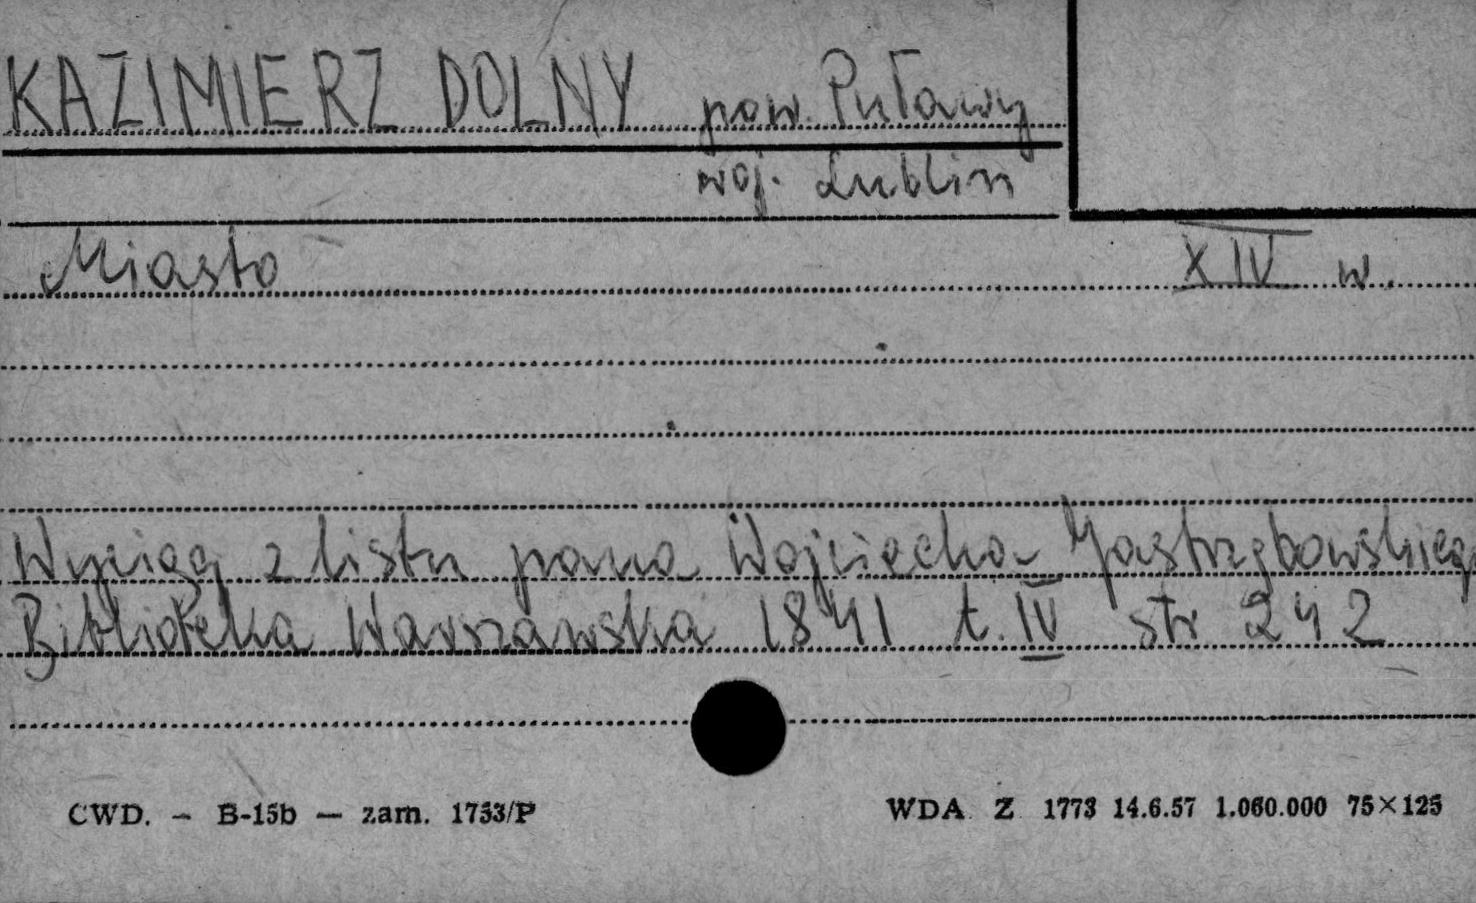 KAZIMIERZ DOLNY pow. Puławy
woj. Lublin
Miasto XIV w.
Wyciąg z listu pana Wojciecha Jastrzębowskieg
Biblioteka Warszawska 1841 t. IV str 242
CWD. — B-15b — zam. 1753/P
WDA Z 1773 14.6.57 1.060.000 75×125